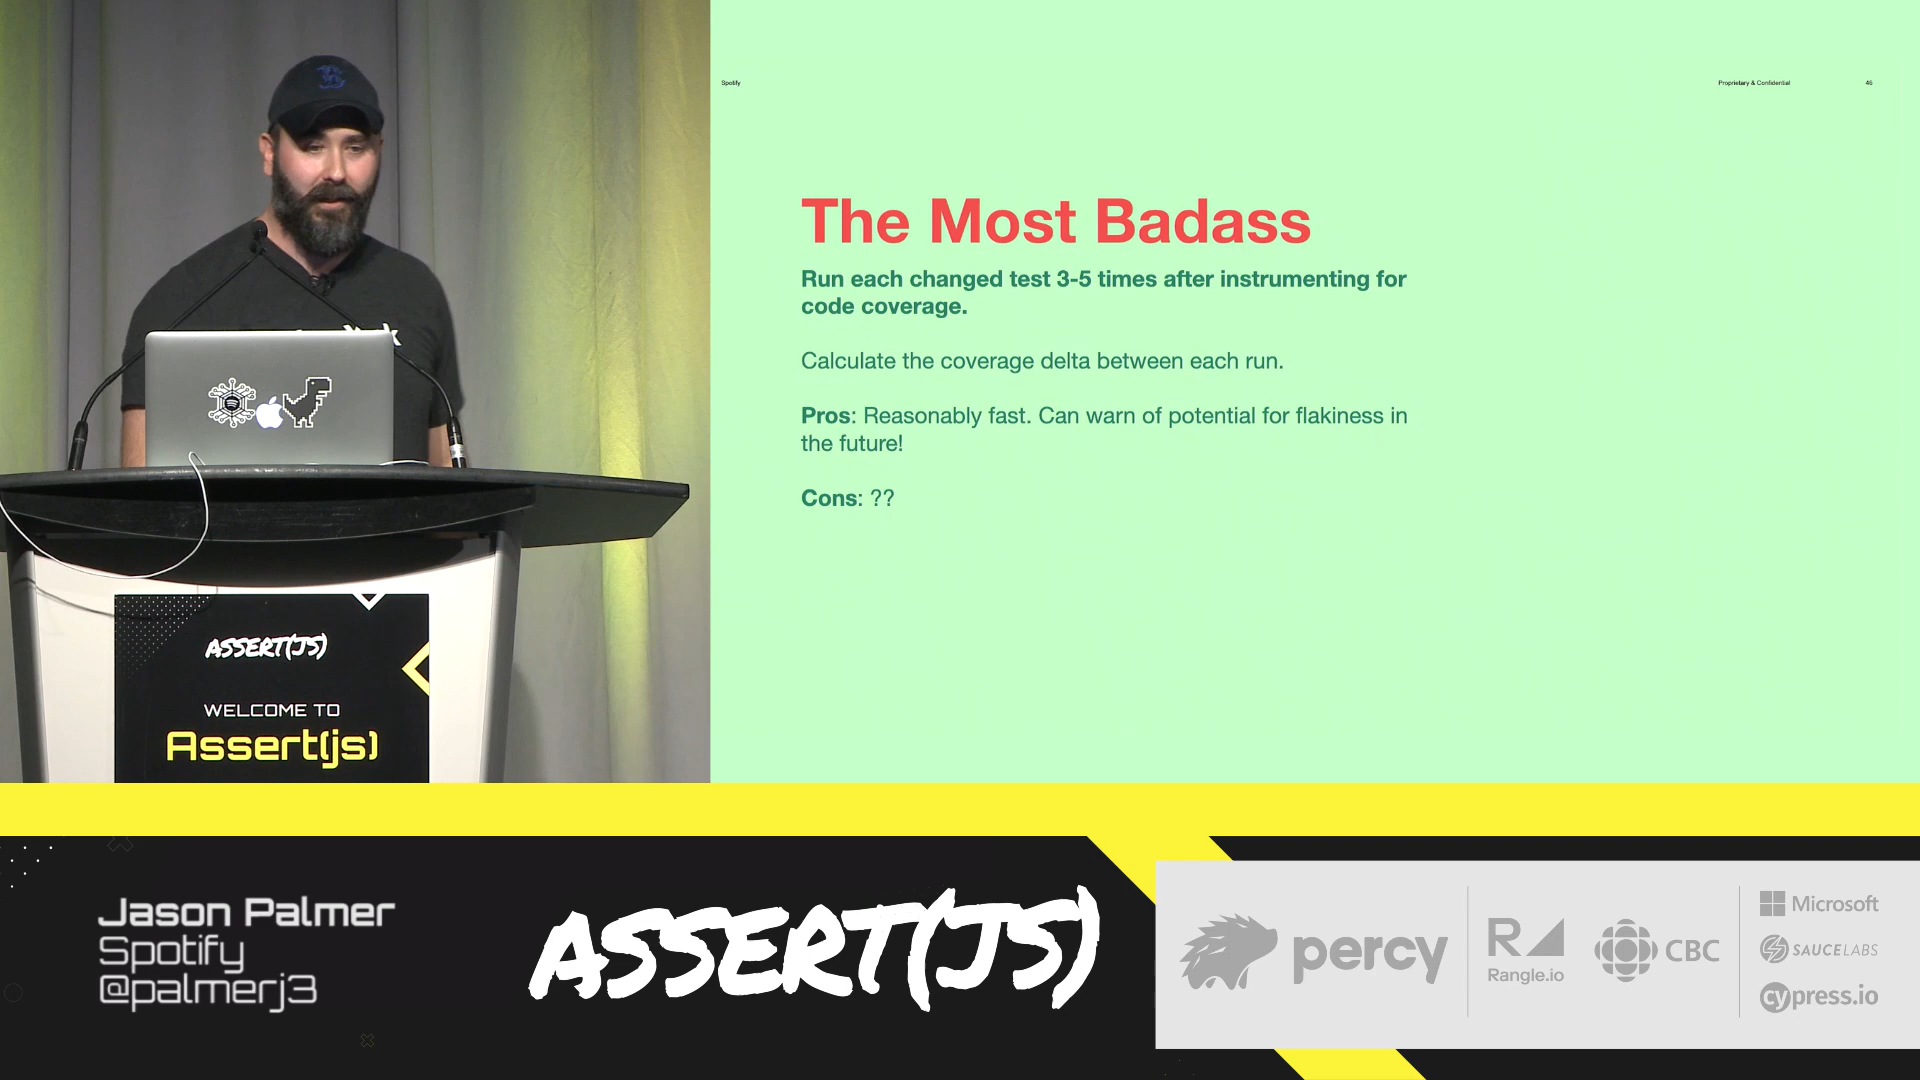 Spotify
Proprietary & Confidential
46
The Most Badass
Run each changed test 3-5 times after instrumenting for
code coverage.
Calculate the coverage delta between each run.
Pros: Reasonably fast. Can warn of potential for flakiness in
the future!
Cons: ??
ASSERT(JS)
WELCOME TO
Assert(js)
Jason Palmer
Spotify
@palmerj3
ASSERT(JS)
percy
Rangle.io
CBC
Microsoft
SAUCELABS
cypress.io